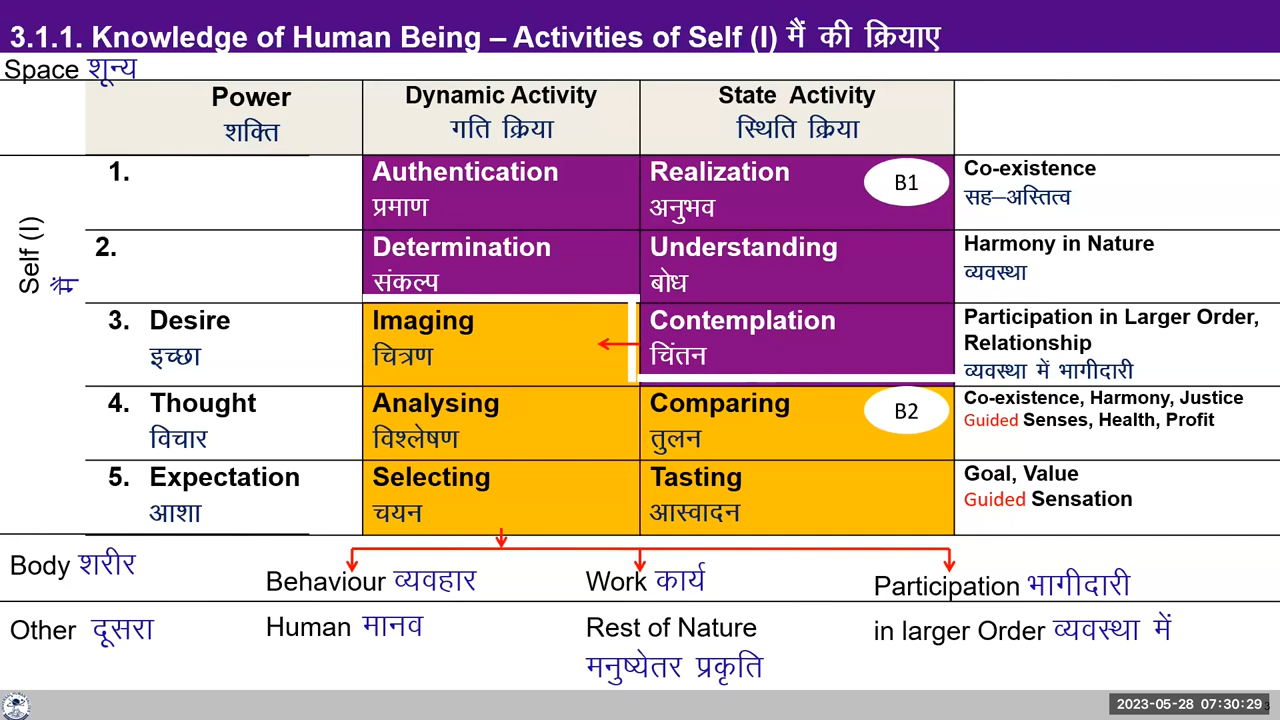 3.1.1. Knowledge of Human Being – Activities of Self (I) मैं की क्रियाए
Space शून्य
Power
शक्ति
Dynamic Activity
गति क्रिया
State Activity
स्थिति क्रिया
Self (I)
मैं
1.
Authentication
प्रमाण
Realization
अनुभव
B1
Co-existence
सह–अस्तित्व
2.
Determination
संकल्प
Understanding
बोध
Harmony in Nature
व्यवस्था
3. Desire
इच्छा
Imaging
चित्रण
Contemplation
चिंतन
Participation in Larger Order,
Relationship
व्यवस्था में भागीदारी
4. Thought
विचार
Analysing
विश्लेषण
Comparing
तुलन
B2
Co-existence, Harmony, Justice
Guided Senses, Health, Profit
5. Expectation
आशा
Selecting
चयन
Tasting
आस्वादन
Goal, Value
Guided Sensation
Body शरीर
Behaviour व्यवहार
Work कार्य
Participation भागीदारी
Other दूसरा
Human मानव
Rest of Nature
मनुष्येतर प्रकृति
in larger Order व्यवस्था में
2023-05-28 07:30:29
3